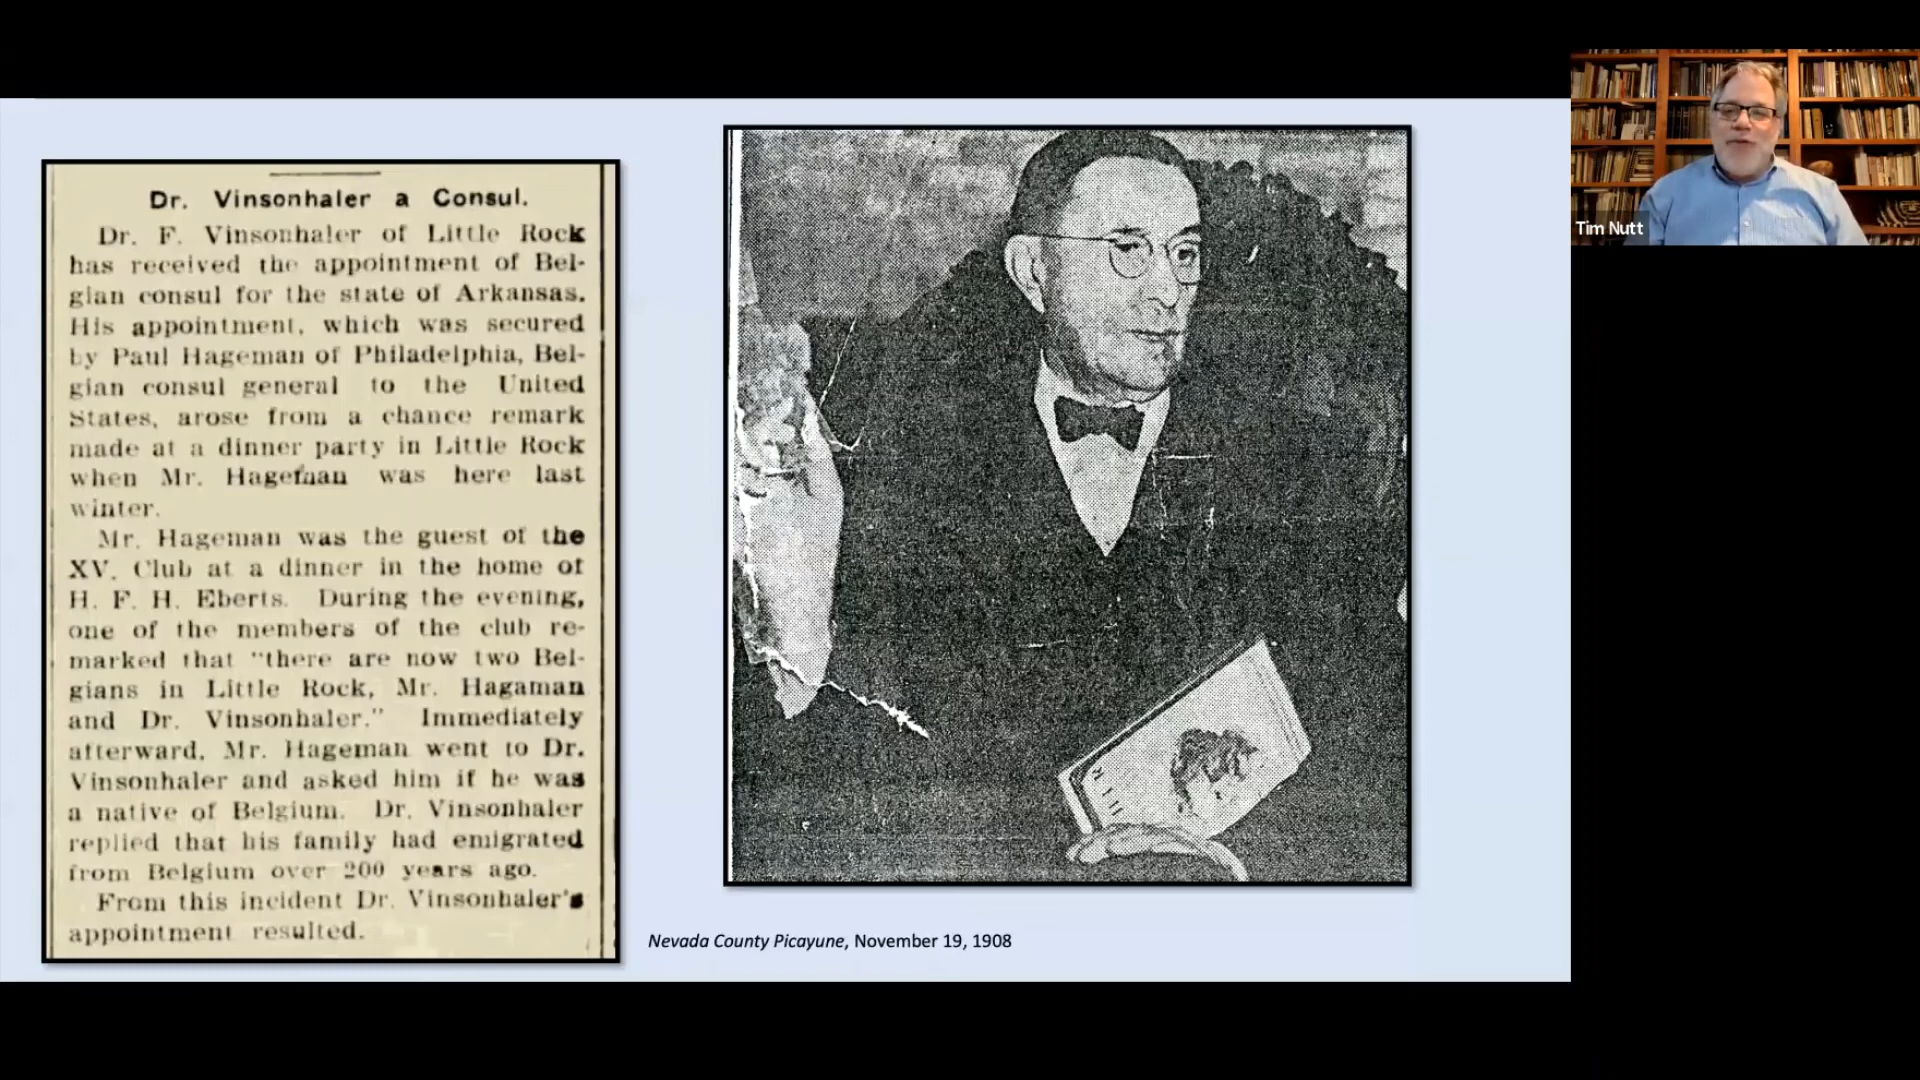 Dr. Vinsonhaler a Consul.
Dr. F. Vinsonhaler of Little Rock
has received the appointment of Bel-
gian consul for the state of Arkansas.
His appointment, which was secured
by Paul Hageman of Philadelphia, Bel-
gian consul general to the United
States, arose from a chance remark
made at a dinner party in Little Rock
when Mr. Hageman was here last
winter.
Mr. Hageman was the guest of the
XV. Club at a dinner in the home of
H. F. H. Eberts. During the evening,
one of the members of the club re-
marked that "there are now two Bel-
gians in Little Rock, Mr. Hagaman
and Dr. Vinsonhaler." Immediately
afterward, Mr. Hageman went to Dr.
Vinsonhaler and asked him if he was
a native of Belgium. Dr. Vinsonhaler
replied that his family had emigrated
from Belgium over 200 years ago.
From this incident Dr. Vinsonhaler's
appointment resulted.
Nevada County Picayune, November 19, 1908
Tim Nutt